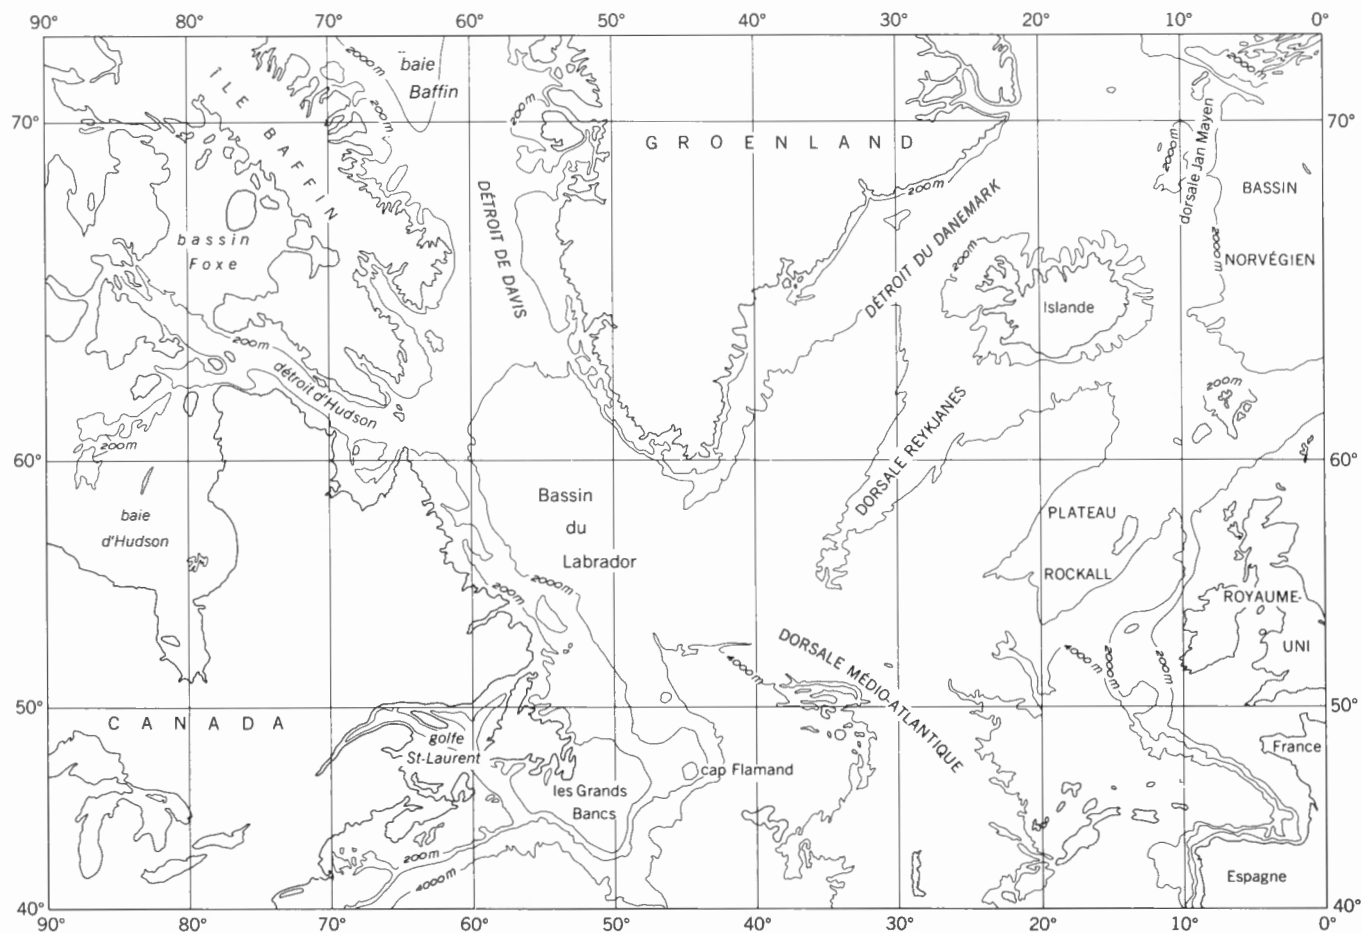 90° 80° 70° 60° 50° 40° 30° 20° 10° 0°
2000m
baie
Baffin
200m
ÎLE BAFFIN
200m
2000m
70°
GROENLAND
70°
2000m
dorsale Jan Mayen
200m
BASSIN
NORVÉGIEN
2000m
DÉTROIT DE DAVIS
DÉTROIT DU DANEMARK
bassin
Foxe
200m
Islande
200m
détroit d'Hudson
200m
200m
DORSALE REYKJANES
60°
60°
baie
d'Hudson
Bassin
du
Labrador
PLATEAU
ROCKALL
2000m
200m
ROYAUME-
UNI
DORSALE MÉDIO-ATLANTIQUE
4000m
4000m
2000m
200m
50°
50°
CANADA
golfe
St-Laurent
France
cap Flamand
les Grands
Bancs
200m
4000m
Espagne
40°
40°
90° 80° 70° 60° 50° 40° 30° 20° 10° 0°